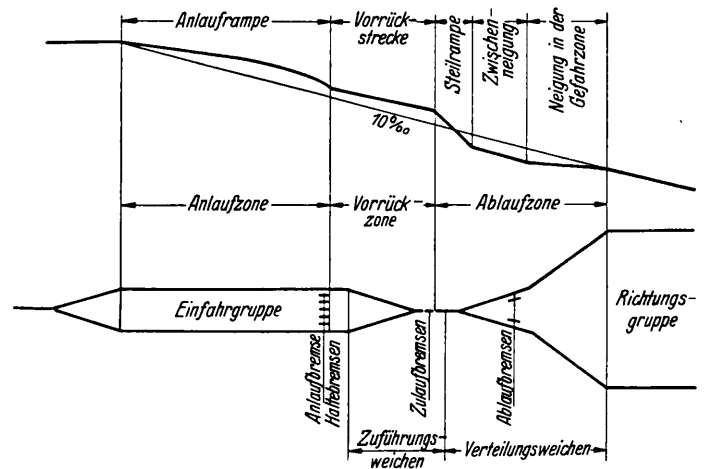 Anlauframpe
Vorrück-
strecke
Steilrampe
Zwischen-
neigung
Neigung in der
Gefahrzone
10‰
Anlaufzone
Vorrück-
zone
Ablaufzone
Einfahrgruppe
Richtungs-
gruppe
Anlaufbremse
Haltebremsen
Zulaufbremsen
Ablaufbremsen
Zuführungs-
weichen
Verteilungsweichen